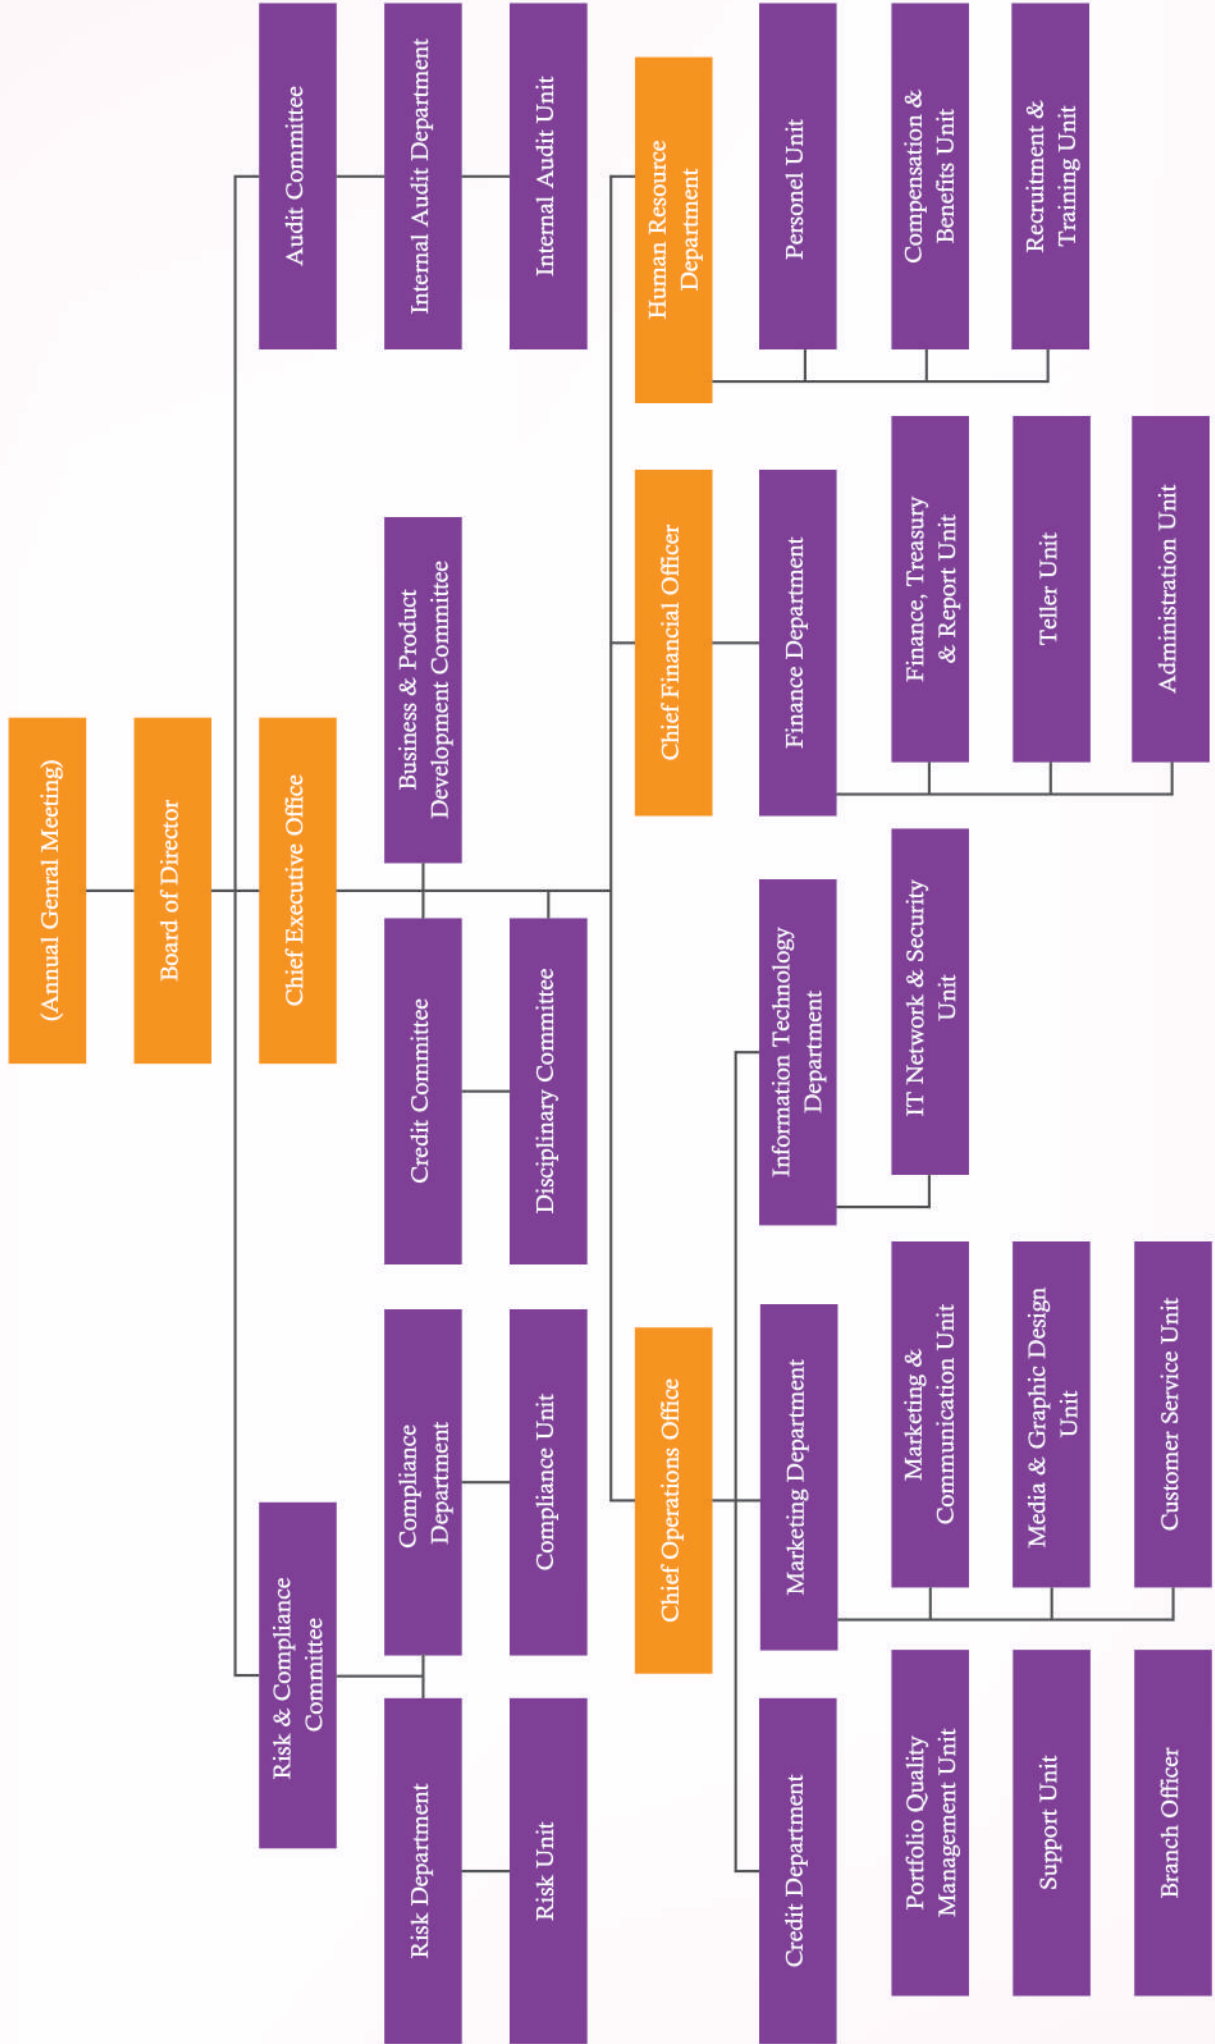 (Annual Genral Meeting)
Board of Director
Risk & Compliance
Committee
Chief Executive Office
Audit Committee
Risk Department
Compliance
Department
Credit Committee
Business & Product
Development Committee
Internal Audit Department
Risk Unit
Compliance Unit
Disciplinary Committee
Internal Audit Unit
Chief Operations Office
Chief Financial Officer
Human Resource
Department
Credit Department
Marketing Department
Information Technology
Department
Finance Department
Personel Unit
Portfolio Quality
Management Unit
Marketing &
Communication Unit
IT Network & Security
Unit
Finance, Treasury
& Report Unit
Compensation &
Benefits Unit
Support Unit
Media & Graphic Design
Unit
Teller Unit
Recruitment &
Training Unit
Branch Officer
Customer Service Unit
Administration Unit